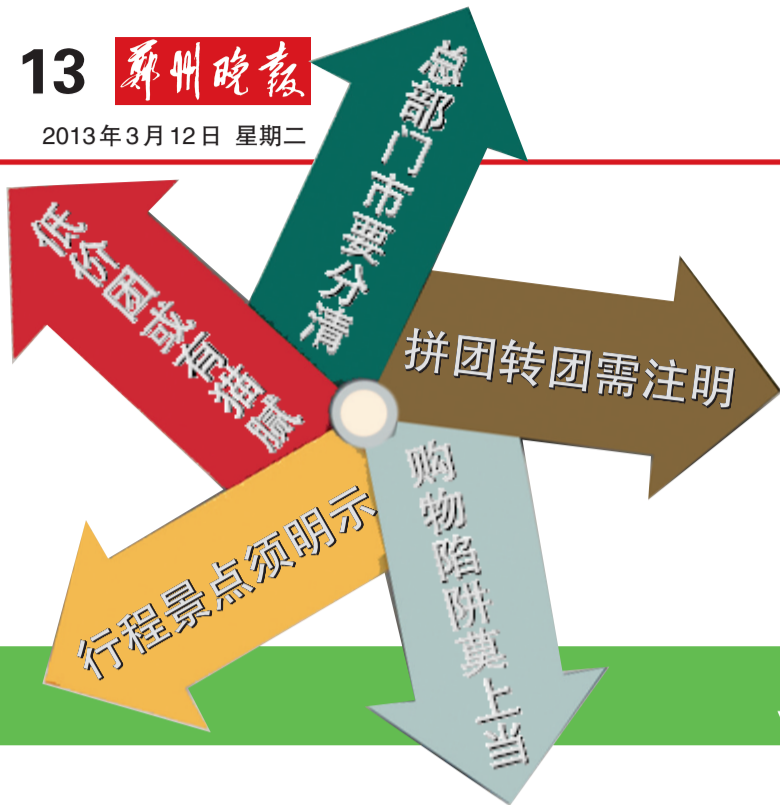 13 郑州晚报
2013年3月12日 星期二
总部门市要分清
低价团或有猫腻
拼团转团需注明
行程景点须明示
购物陷阱莫上当